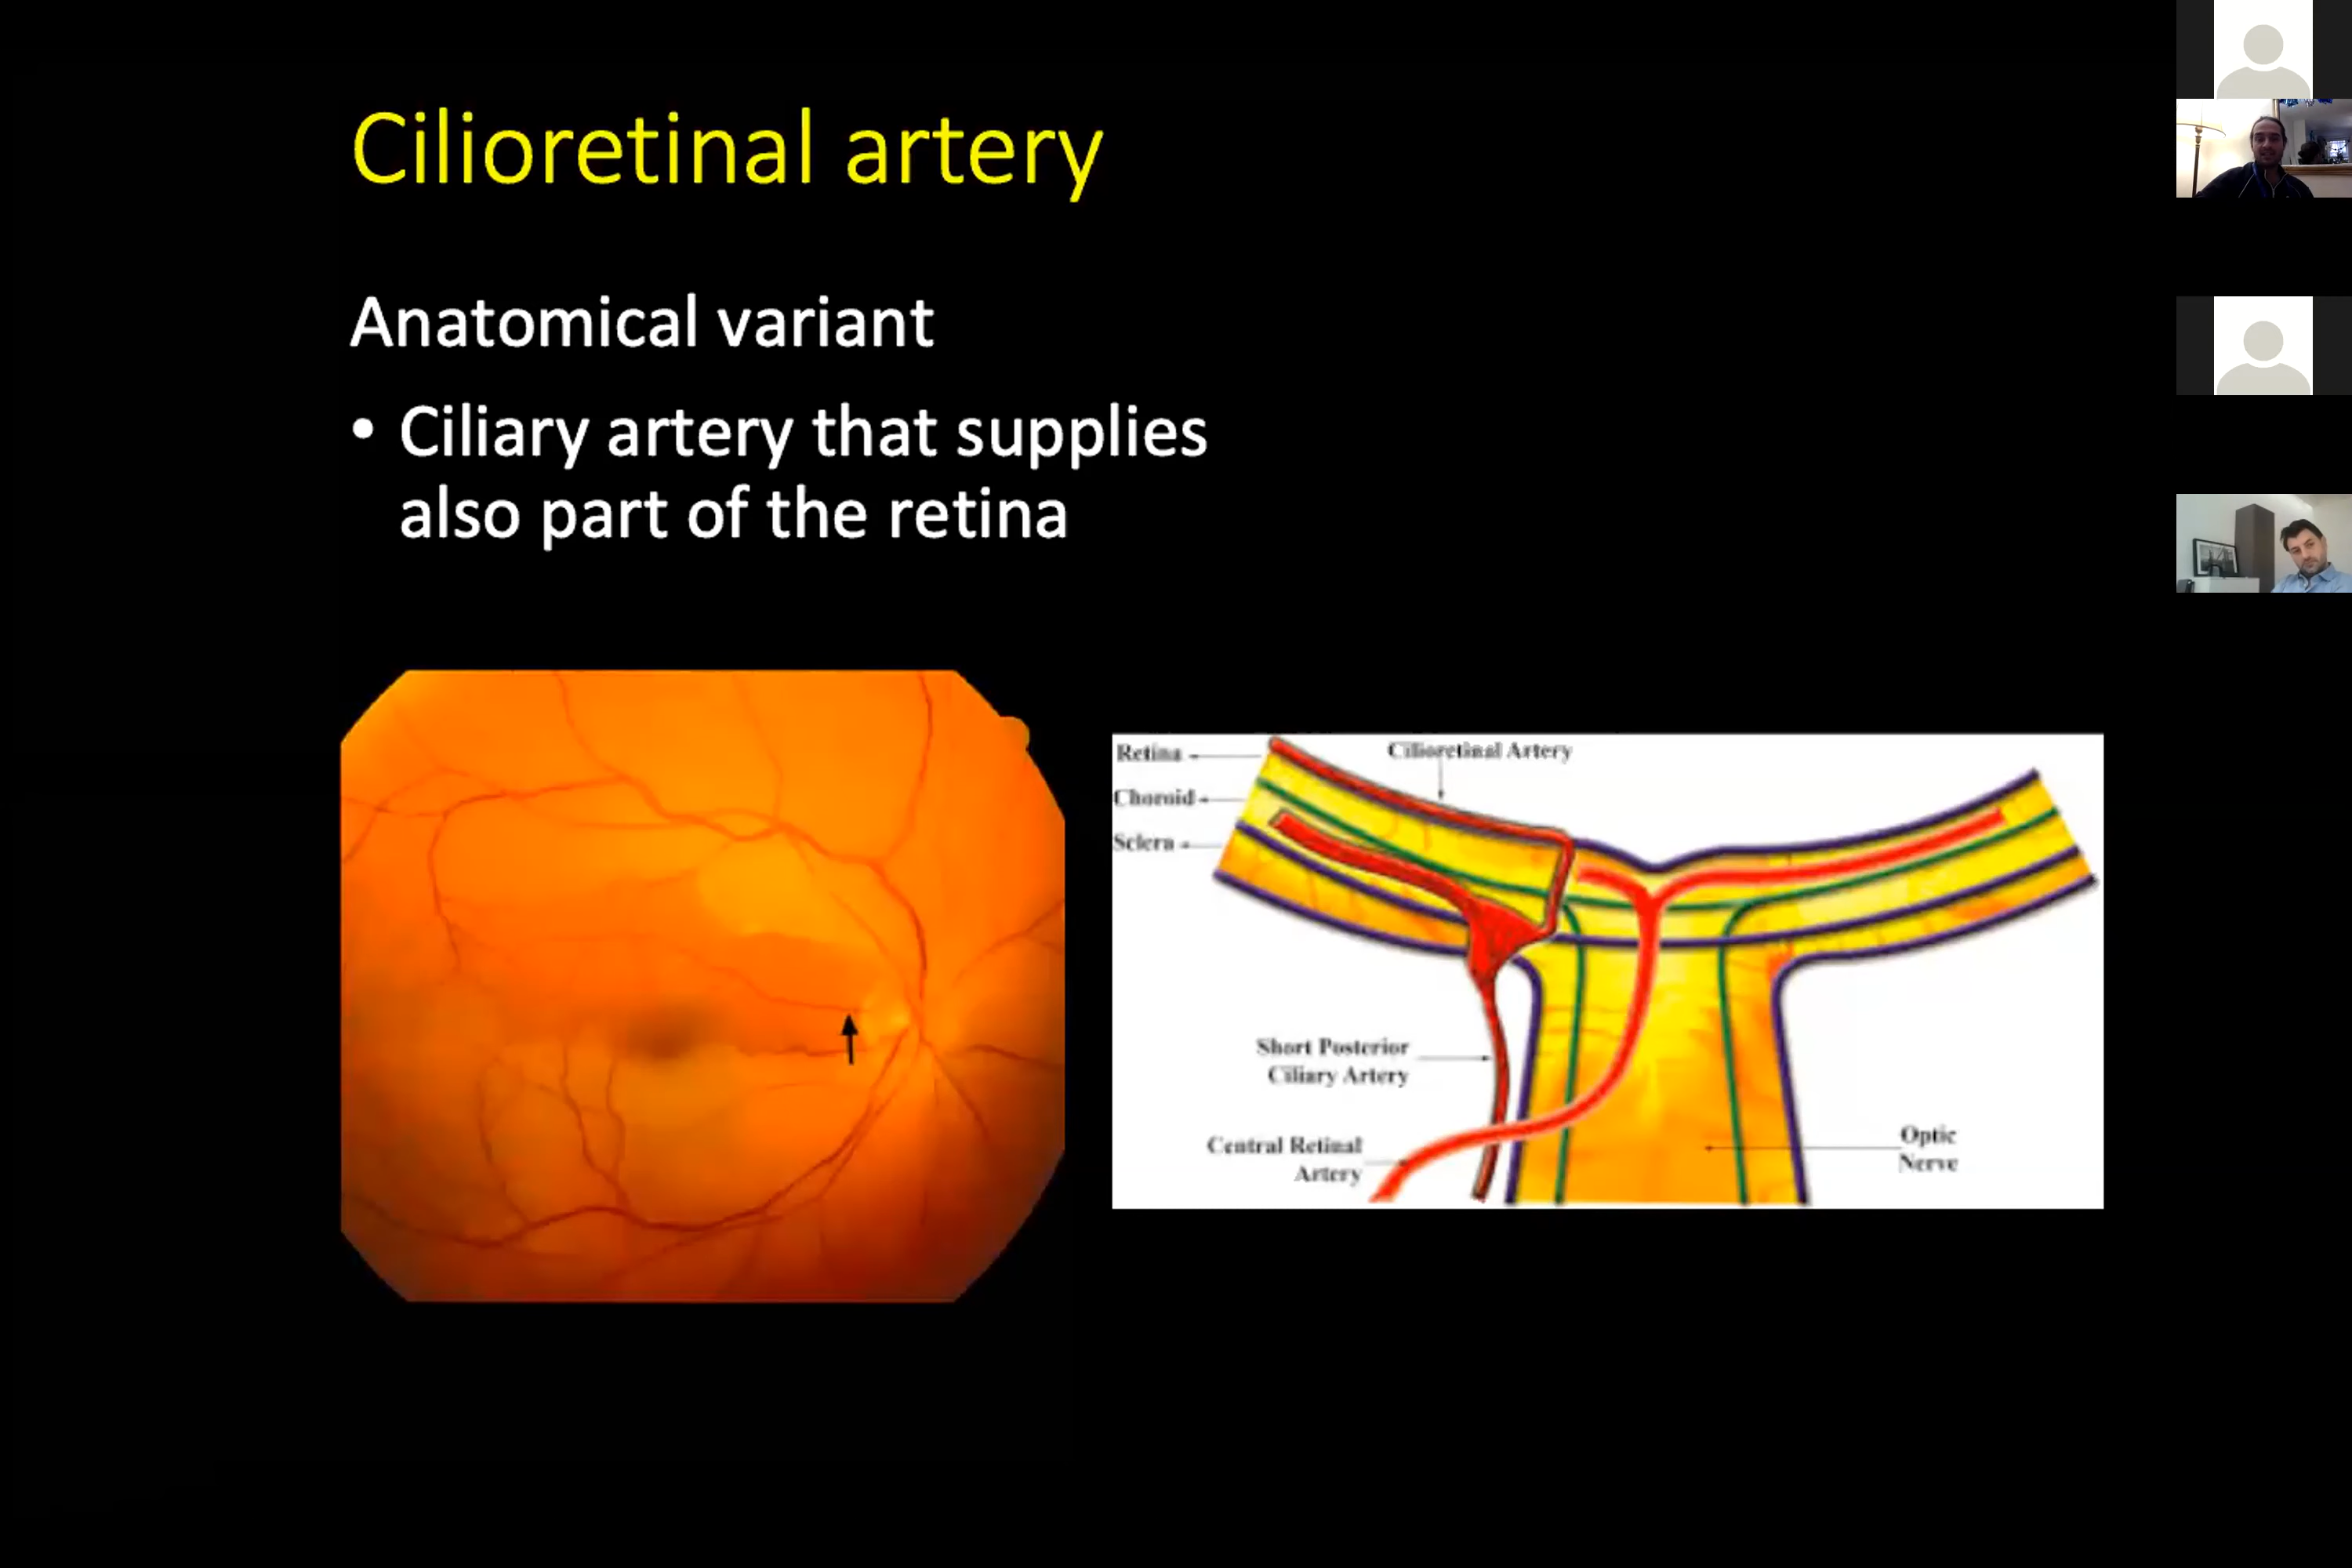 Cilioretinal artery
Anatomical variant
• Ciliary artery that supplies
also part of the retina
Retina
Cilioretinal Artery
Choroid
Sclera
Short Posterior
Ciliary Artery
Central Retinal
Artery
Optic
Nerve